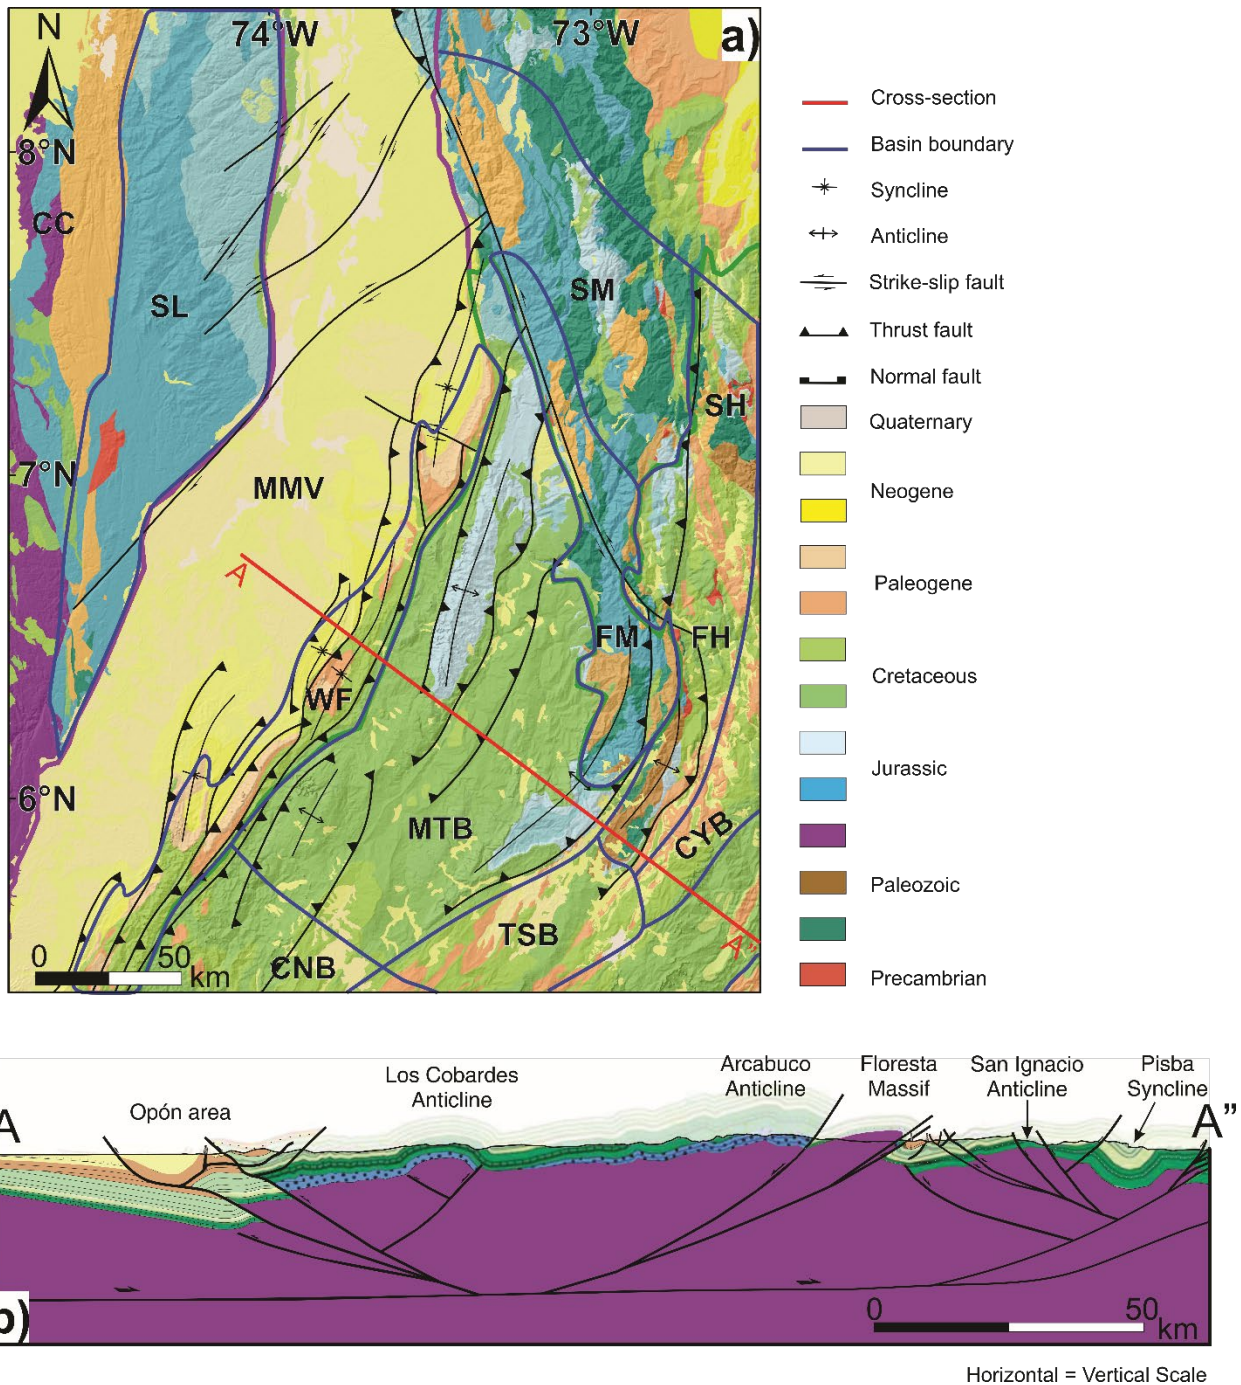 N
74°W
73°W
a)
8°N
CC
SL
SM
SH
7°N
MMV
A
FM
FH
WF
6°N
MTB
CYB
TSB
A"
CNB
0
50
km
Cross-section
Basin boundary
Syncline
Anticline
Strike-slip fault
Thrust fault
Normal fault
Quaternary
Neogene
Paleogene
Cretaceous
Jurassic
Paleozoic
Precambrian
A
Opón area
Los Cobardes
Anticline
Arcabuco
Anticline
Floresta
Massif
San Ignacio
Anticline
Pisba
Syncline
A"
b)
0
50
km
Horizontal = Vertical Scale